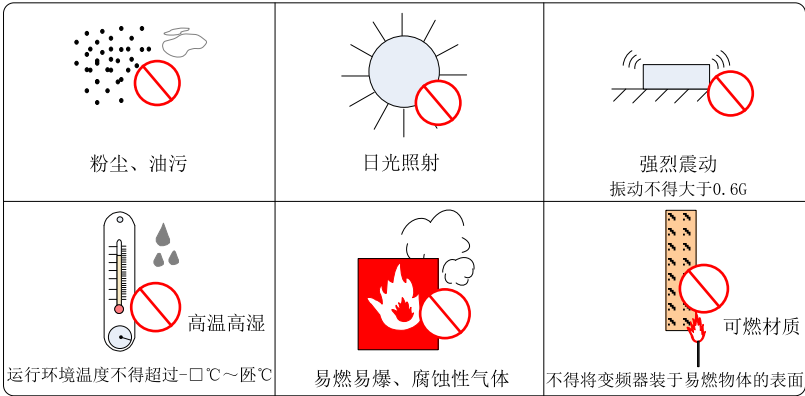 粉尘、油污
日光照射
强烈震动
振动不得大于0.6G
高温高湿
运行环境温度不得超过-□℃～℃
易燃易爆、腐蚀性气体
可燃材质
不得将变频器装于易燃物体的表面